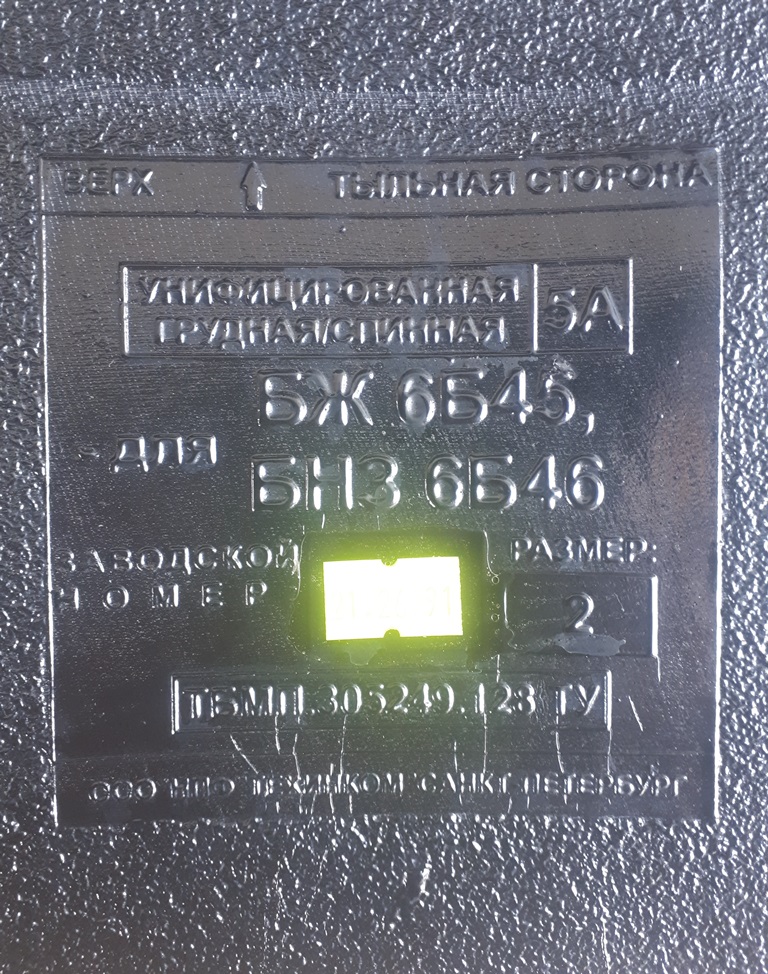 ВЕРХ ТЫЛЬНАЯ СТОРОНА
УНИФИЦИРОВАННАЯ 5А
ГРУДНАЯ/СПИННАЯ
БЖ 6Б45,
- ДЛЯ
БНЗ 6Б46
ЗАВОДСКОЙ РАЗМЕР:
НОМЕР 2
ТБМП.305249.123 ТУ
ООО НПФ ТЕХИНКОМ САНКТ ПЕТЕРБУРГ